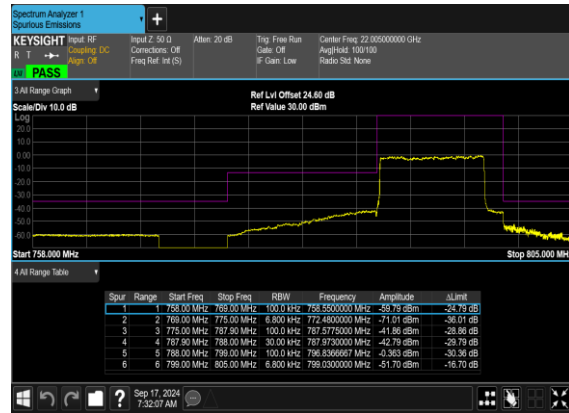 Spectrum Analyzer 1
Spurious Emissions
+
KEYSIGHT Input: RF Input Z: 50 Ω Atten: 20 dB Trig: Free Run Center Freq: 22.005000000 GHz
R T Coupling: DC Corrections: Off Gate: Off Avg|Hold: 100/100
Align: Off Freq Ref: Int (S) IF Gain: Low Radio Std: None
PASS
3 All Range Graph
Ref Lvl Offset 24.60 dB
Scale/Div 10.0 dB Ref Value 30.00 dBm
Log
20.0
10.0
0.00
-10.0
-20.0
-30.0
-40.0
-50.0
-60.0
Start 758.000 MHz Stop 805.000 MH
4 All Range Table
Spur Range Start Freq Stop Freq RBW Frequency Amplitude ΔLimit
1 1 758.00 MHz 769.00 MHz 100.0 kHz 758.5500000 MHz -59.79 dBm -24.79 dB
2 2 769.00 MHz 775.00 MHz 6.800 kHz 772.4800000 MHz -71.01 dBm -36.01 dB
3 3 775.00 MHz 787.90 MHz 100.0 kHz 787.5775000 MHz -41.86 dBm -28.86 dB
4 4 787.90 MHz 788.00 MHz 30.00 kHz 787.9730000 MHz -42.79 dBm -29.79 dB
5 5 788.00 MHz 799.00 MHz 100.0 kHz 796.8366667 MHz -0.363 dBm -30.36 dB
6 6 799.00 MHz 805.00 MHz 6.800 kHz 799.0300000 MHz -51.70 dBm -16.70 dB
?
Sep 17, 2024
7:32:07 AM